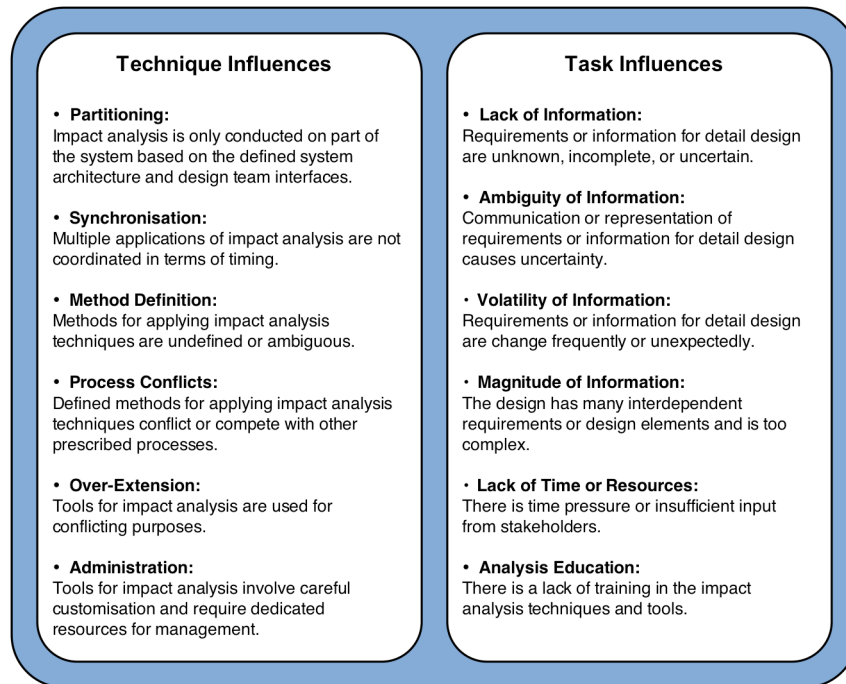 Technique Influences
• Partitioning:
Impact analysis is only conducted on part of
the system based on the defined system
architecture and design team interfaces.
• Synchronisation:
Multiple applications of impact analysis are not
coordinated in terms of timing.
• Method Definition:
Methods for applying impact analysis
techniques are undefined or ambiguous.
• Process Conflicts:
Defined methods for applying impact analysis
techniques conflict or compete with other
prescribed processes.
• Over-Extension:
Tools for impact analysis are used for
conflicting purposes.
• Administration:
Tools for impact analysis involve careful
customisation and require dedicated
resources for management.
Task Influences
• Lack of Information:
Requirements or information for detail design
are unknown, incomplete, or uncertain.
• Ambiguity of Information:
Communication or representation of
requirements or information for detail design
causes uncertainty.
• Volatility of Information:
Requirements or information for detail design
are change frequently or unexpectedly.
• Magnitude of Information:
The design has many interdependent
requirements or design elements and is too
complex.
• Lack of Time or Resources:
There is time pressure or insufficient input
from stakeholders.
• Analysis Education:
There is a lack of training in the impact
analysis techniques and tools.